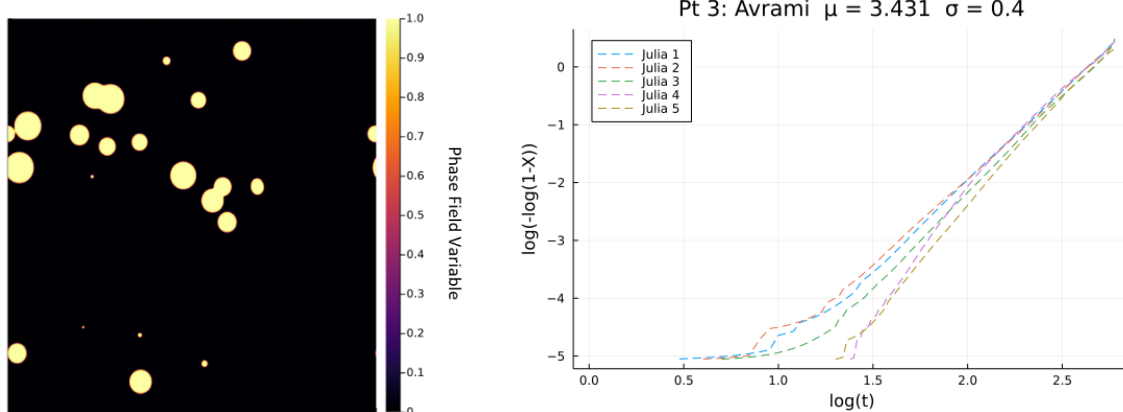 1.0
0.9
0.8
0.7
0.6
0.5
0.4
0.3
0.2
0.1
0
Phase Field Variable
Pt 3: Avrami μ = 3.431 σ = 0.4
Julia 1
Julia 2
Julia 3
Julia 4
Julia 5
log(-log(1-X))
0
−1
−2
−3
−4
−5
0.0 0.5 1.0 1.5 2.0 2.5
log(t)